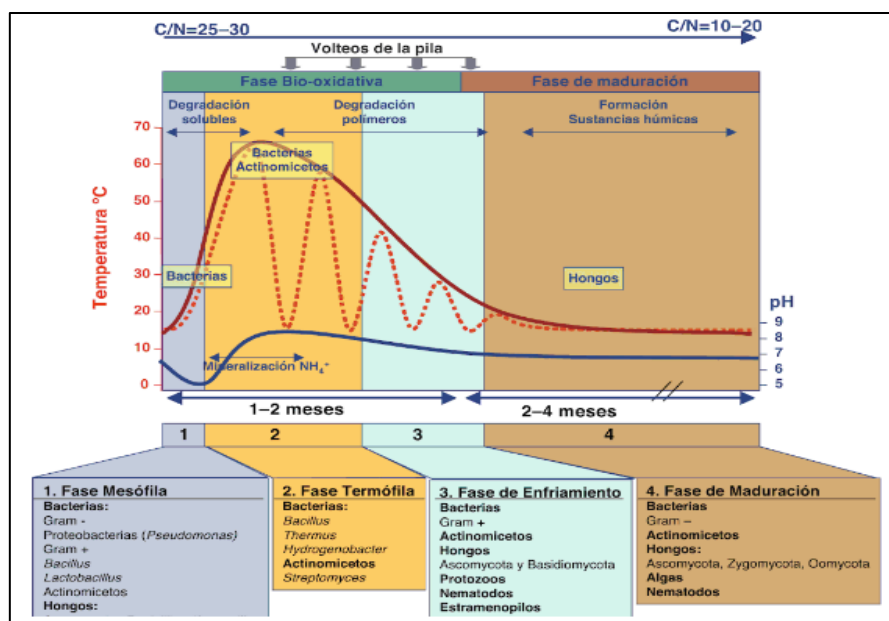 C/N=25–30
C/N=10–20
Volteos de la pila
Fase Bio-oxidativa
Fase de maduración
Degradación
solubles
Degradación
polímeros
Formación
Sustancias húmicas
70
60
50
40
30
20
10
0
Temperatura ºC
Bacterias
Actinomicetos
Bacterias
Hongos
pH
9
8
7
6
5
Mineralización NH₄⁺
1–2 meses
2–4 meses
1
2
3
4
1. Fase Mesófila
Bacterias:
Gram -
Proteobacterias (Pseudomonas)
Gram +
Bacillus
Lactobacillus
Actinomicetos
Hongos:
2. Fase Termófila
Bacterias:
Bacillus
Thermus
Hydrogenobacter
Actinomicetos
Streptomyces
3. Fase de Enfriamiento
Bacterias
Gram +
Actinomicetos
Hongos
Ascomycota y Basidiomycota
Protozoos
Nematodos
Estramenopilos
4. Fase de Maduración
Bacterias
Gram –
Actinomicetos
Hongos:
Ascomycota, Zygomycota, Oomycota
Algas
Nematodos